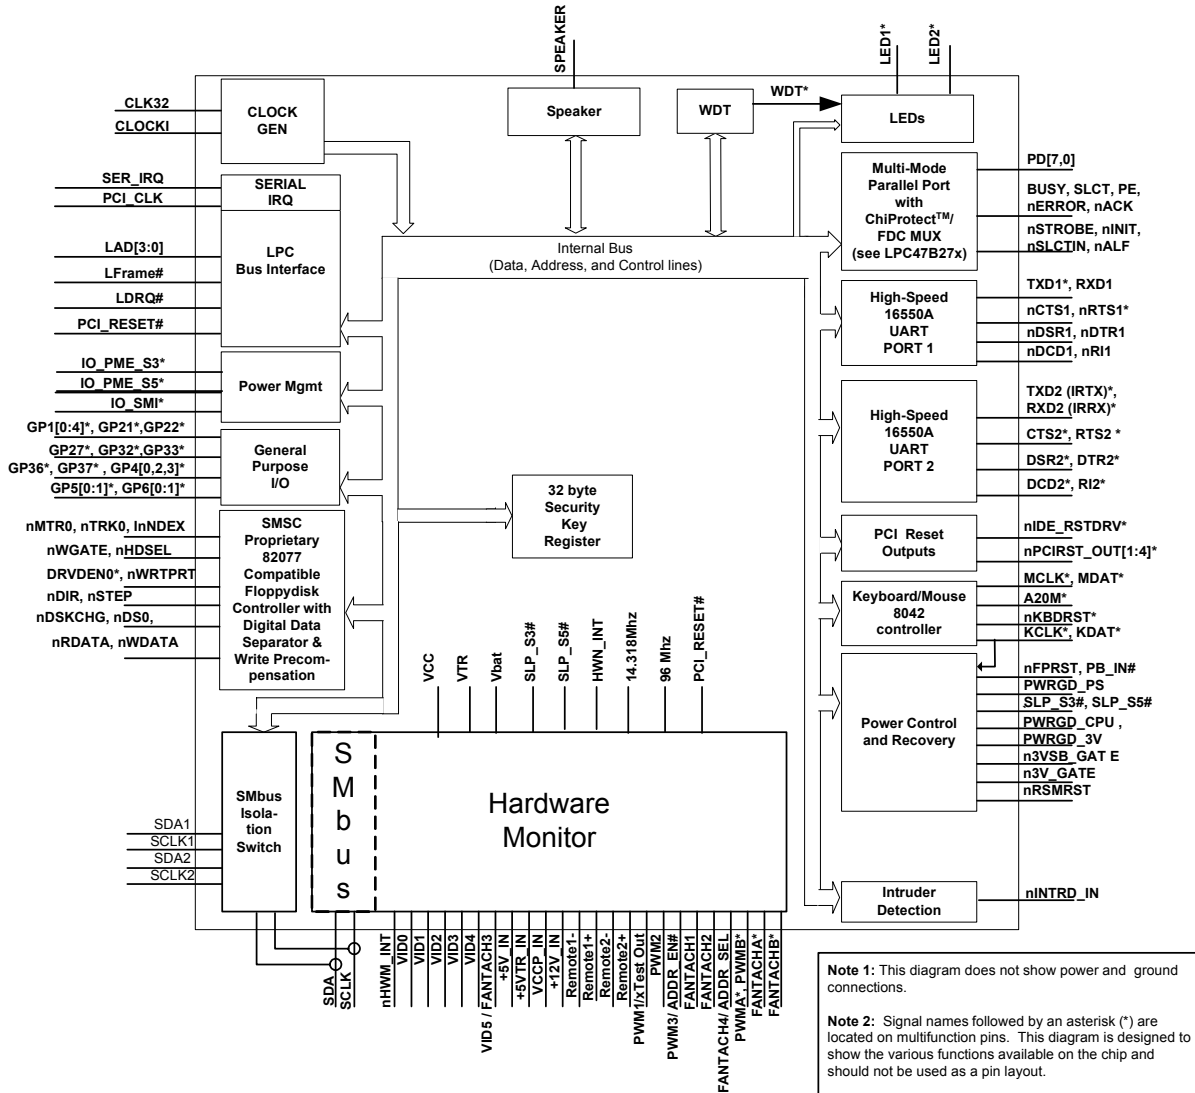 SPEAKER
LED1*
LED2*
CLK32
CLOCKI
CLOCK
GEN
Speaker
WDT
WDT*
LEDs
SER_IRQ
PCI_CLK
SERIAL
IRQ
LAD[3:0]
LFrame#
LDRQ#
PCI_RESET#
LPC
Bus Interface
Internal Bus
(Data, Address, and Control lines)
Multi-Mode
Parallel Port
with
ChiProtect™/
FDC MUX
(see LPC47B27x)
PD[7,0]
BUSY, SLCT, PE,
nERROR, nACK
nSTROBE, nINIT,
nSLCTIN, nALF
High-Speed
16550A
UART
PORT 1
TXD1*, RXD1
nCTS1, nRTS1*
nDSR1, nDTR1
nDCD1, nRI1
IO_PME_S3*
IO_PME_S5*
IO_SMI*
Power Mgmt
High-Speed
16550A
UART
PORT 2
TXD2 (IRTX)*,
RXD2 (IRRX)*
CTS2*, RTS2 *
DSR2*, DTR2*
DCD2*, RI2*
GP1[0:4]*, GP21*,GP22*
GP27*, GP32*,GP33*
GP36*, GP37* , GP4[0,2,3]*
GP5[0:1]*, GP6[0:1]*
General
Purpose
I/O
32 byte
Security
Key
Register
nMTR0, nTRK0, InNDEX
nWGATE, nHDSEL
DRVDEN0*, nWRTPRT
nDIR, nSTEP
nDSKCHG, nDS0,
nRDATA, nWDATA
SMSC
Proprietary
82077
Compatible
Floppydisk
Controller with
Digital Data
Separator &
Write Precom-
pensation
PCI Reset
Outputs
nIDE_RSTDRV*
nPCIRST_OUT[1:4]*
Keyboard/Mouse
8042
controller
MCLK*, MDAT*
A20M*
nKBDRST*
KCLK*, KDAT*
Power Control
and Recovery
nFPRST, PB_IN#
PWRGD_PS
SLP_S3#, SLP_S5#
PWRGD_CPU ,
PWRGD_3V
n3VSB_GAT E
n3V_GATE
nRSMRST
VCC
VTR
Vbat
SLP_S3#
SLP_S5#
HWN_INT
14.318Mhz
96 Mhz
PCI_RESET#
SMbus
Isola-
tion
Switch
SDA1
SCLK1
SDA2
SCLK2
SMbus
Hardware
Monitor
Intruder
Detection
nINTRD_IN
SDA
SCLK
nHWM_INT
VID0
VID1
VID2
VID3
VID4
VID5 / FANTACH3
+5V_IN
+5VTR_IN
VCCP_IN
+12V_IN
Remote1-
Remote1+
Remote2-
Remote2+
PWM1/xTest Out
PWM2
PWM3/ ADDR_EN#
FANTACH1
FANTACH2
FANTACH4/ ADDR_SEL
PWMA*, PWMB*
FANTACHA*
FANTACHB*
Note 1: This diagram does not show power and ground
connections.
Note 2: Signal names followed by an asterisk (*) are
located on multifunction pins. This diagram is designed to
show the various functions available on the chip and
should not be used as a pin layout.